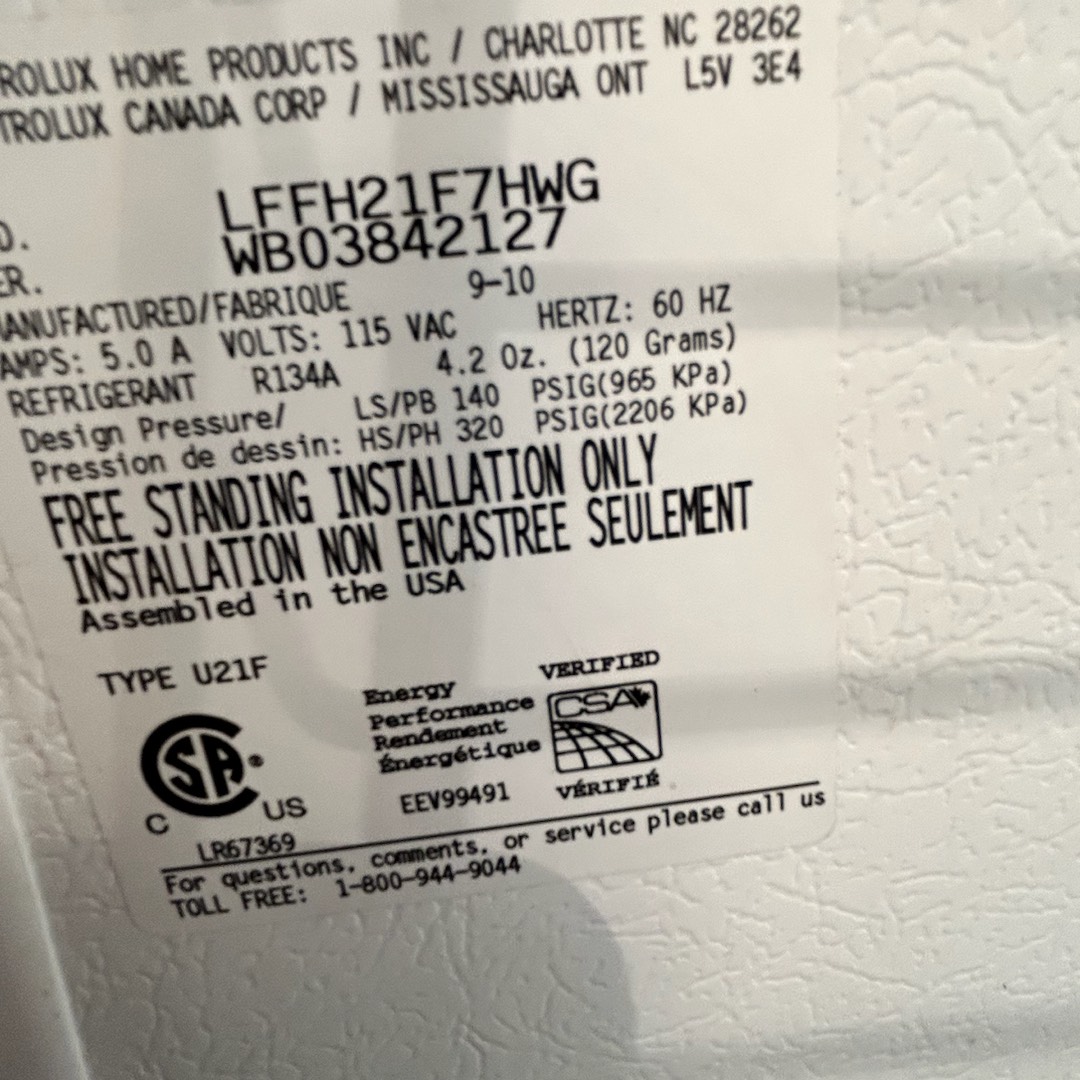 ROLUX HOME PRODUCTS INC / CHARLOTTE NC 28262
TROLUX CANADA CORP / MISSISSAUGA ONT L5V 3E4
LFFH21F7HWG
WB03842127
ER.
MANUFACTURED/FABRIQUE 9-10
AMPS: 5.0 A VOLTS: 115 VAC HERTZ: 60 HZ
REFRIGERANT R134A 4.2 Oz. (120 Grams)
Design Pressure/ LS/PB 140 PSIG(965 KPa)
Pression de dessin: HS/PH 320 PSIG(2206 KPa)
FREE STANDING INSTALLATION ONLY
INSTALLATION NON ENCASTREE SEULEMENT
Assembled in the USA
TYPE U21F
Energy
Performance
Rendement
Énergétique
VERIFIED
CSA
VÉRIFIÉ
EEV99491
SA®
C US
LR67369
For questions, comments, or service please call us
TOLL FREE: 1-800-944-9044